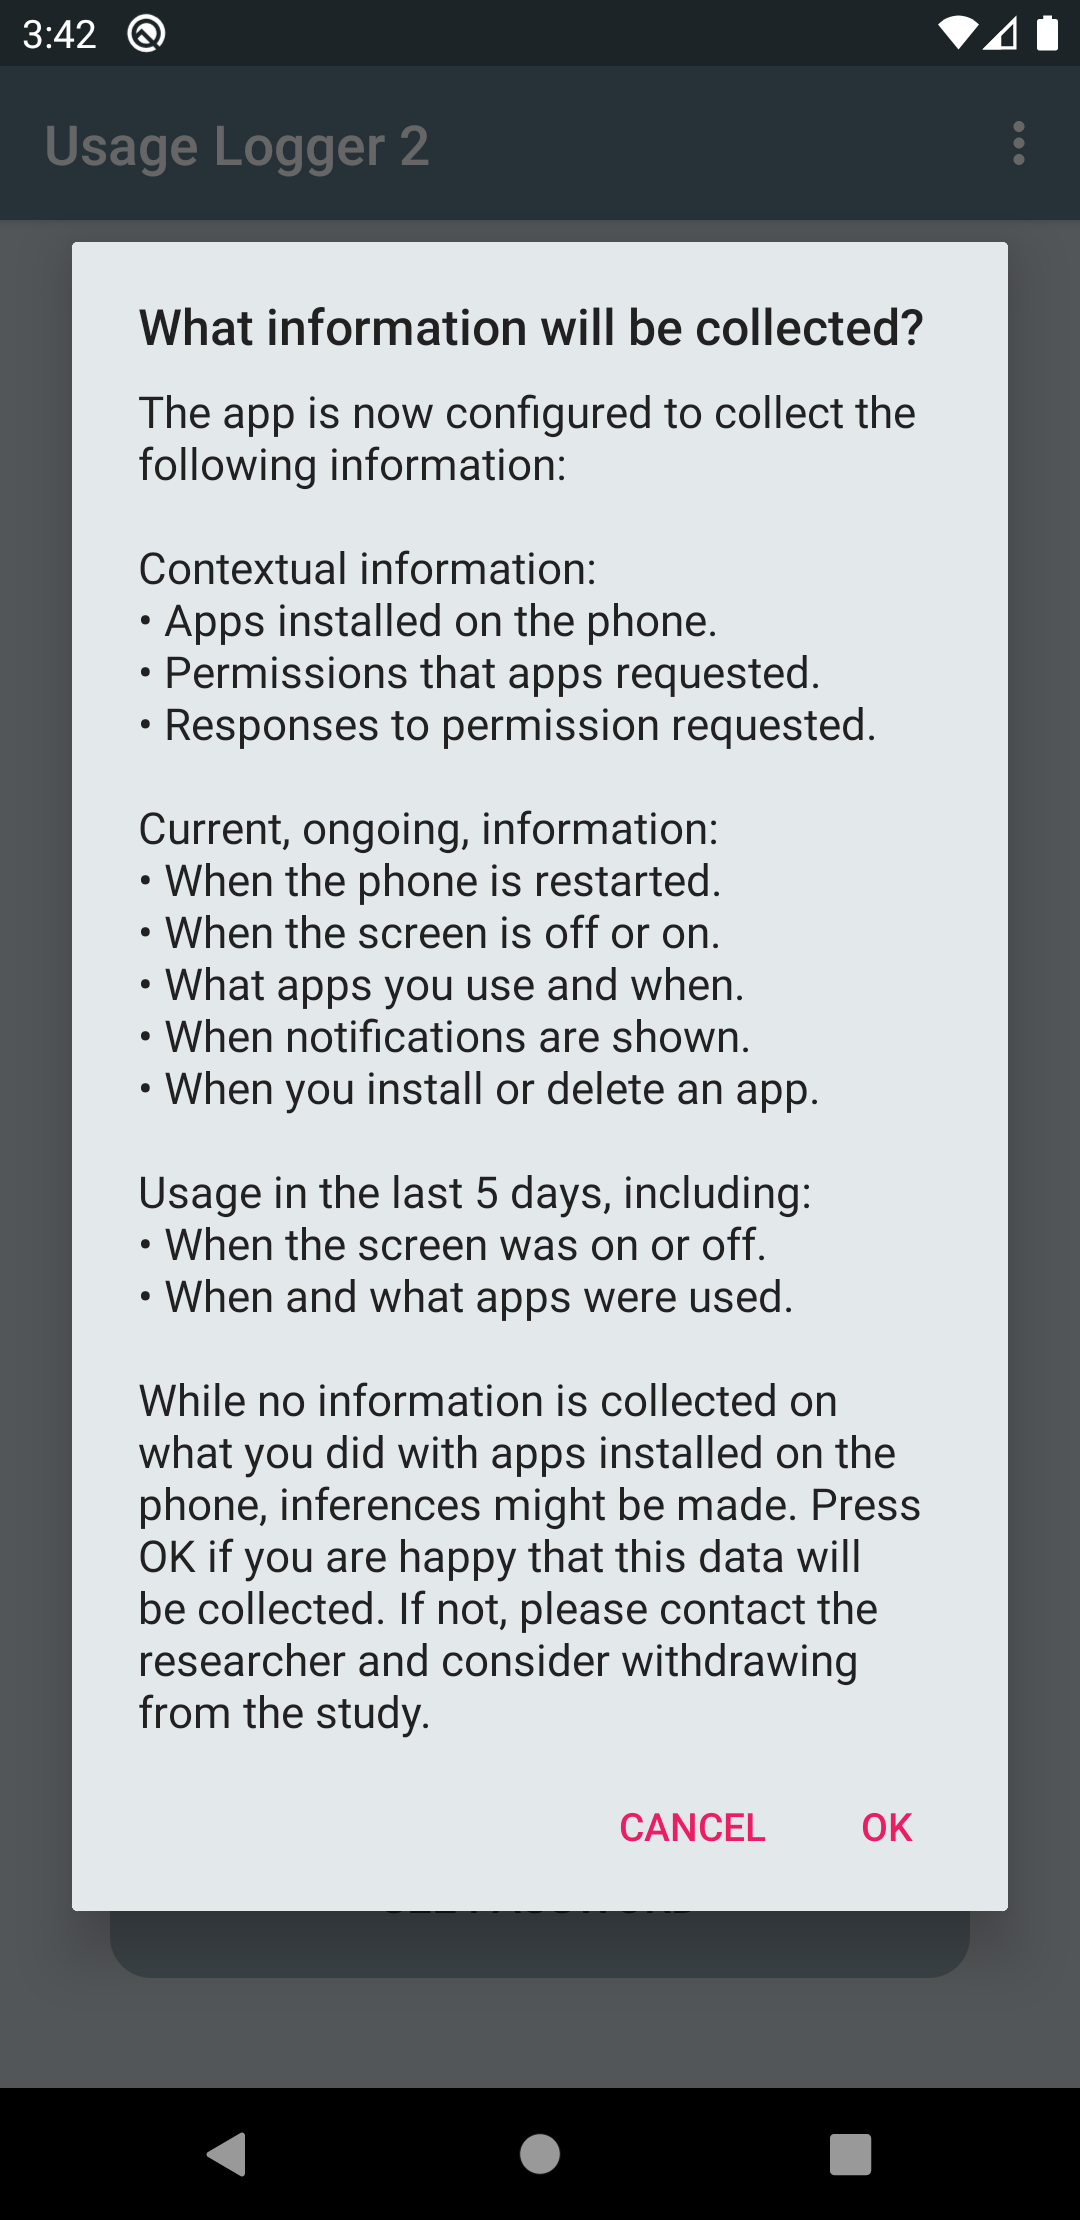 3:42
Usage Logger 2
What information will be collected?
The app is now configured to collect the
following information:
Contextual information:
• Apps installed on the phone.
• Permissions that apps requested.
• Responses to permission requested.
Current, ongoing, information:
• When the phone is restarted.
• When the screen is off or on.
• What apps you use and when.
• When notifications are shown.
• When you install or delete an app.
Usage in the last 5 days, including:
• When the screen was on or off.
• When and what apps were used.
While no information is collected on
what you did with apps installed on the
phone, inferences might be made. Press
OK if you are happy that this data will
be collected. If not, please contact the
researcher and consider withdrawing
from the study.
CANCEL OK